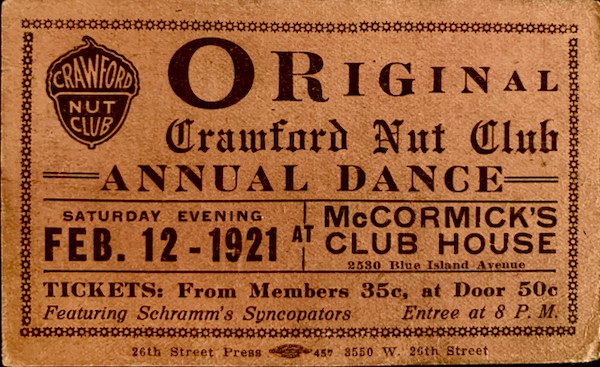 CRAWFORD
NUT
CLUB
ORIGINAL
Crawford Nut Club
ANNUAL DANCE
SATURDAY EVENING
FEB. 12 - 1921
AT
McCORMICK'S
CLUB HOUSE
2530 Blue Island Avenue
TICKETS: From Members 35c, at Door 50c
Featuring Schramm's Syncopators Entree at 8 P. M.
26th Street Press 457 3550 W. 26th Street